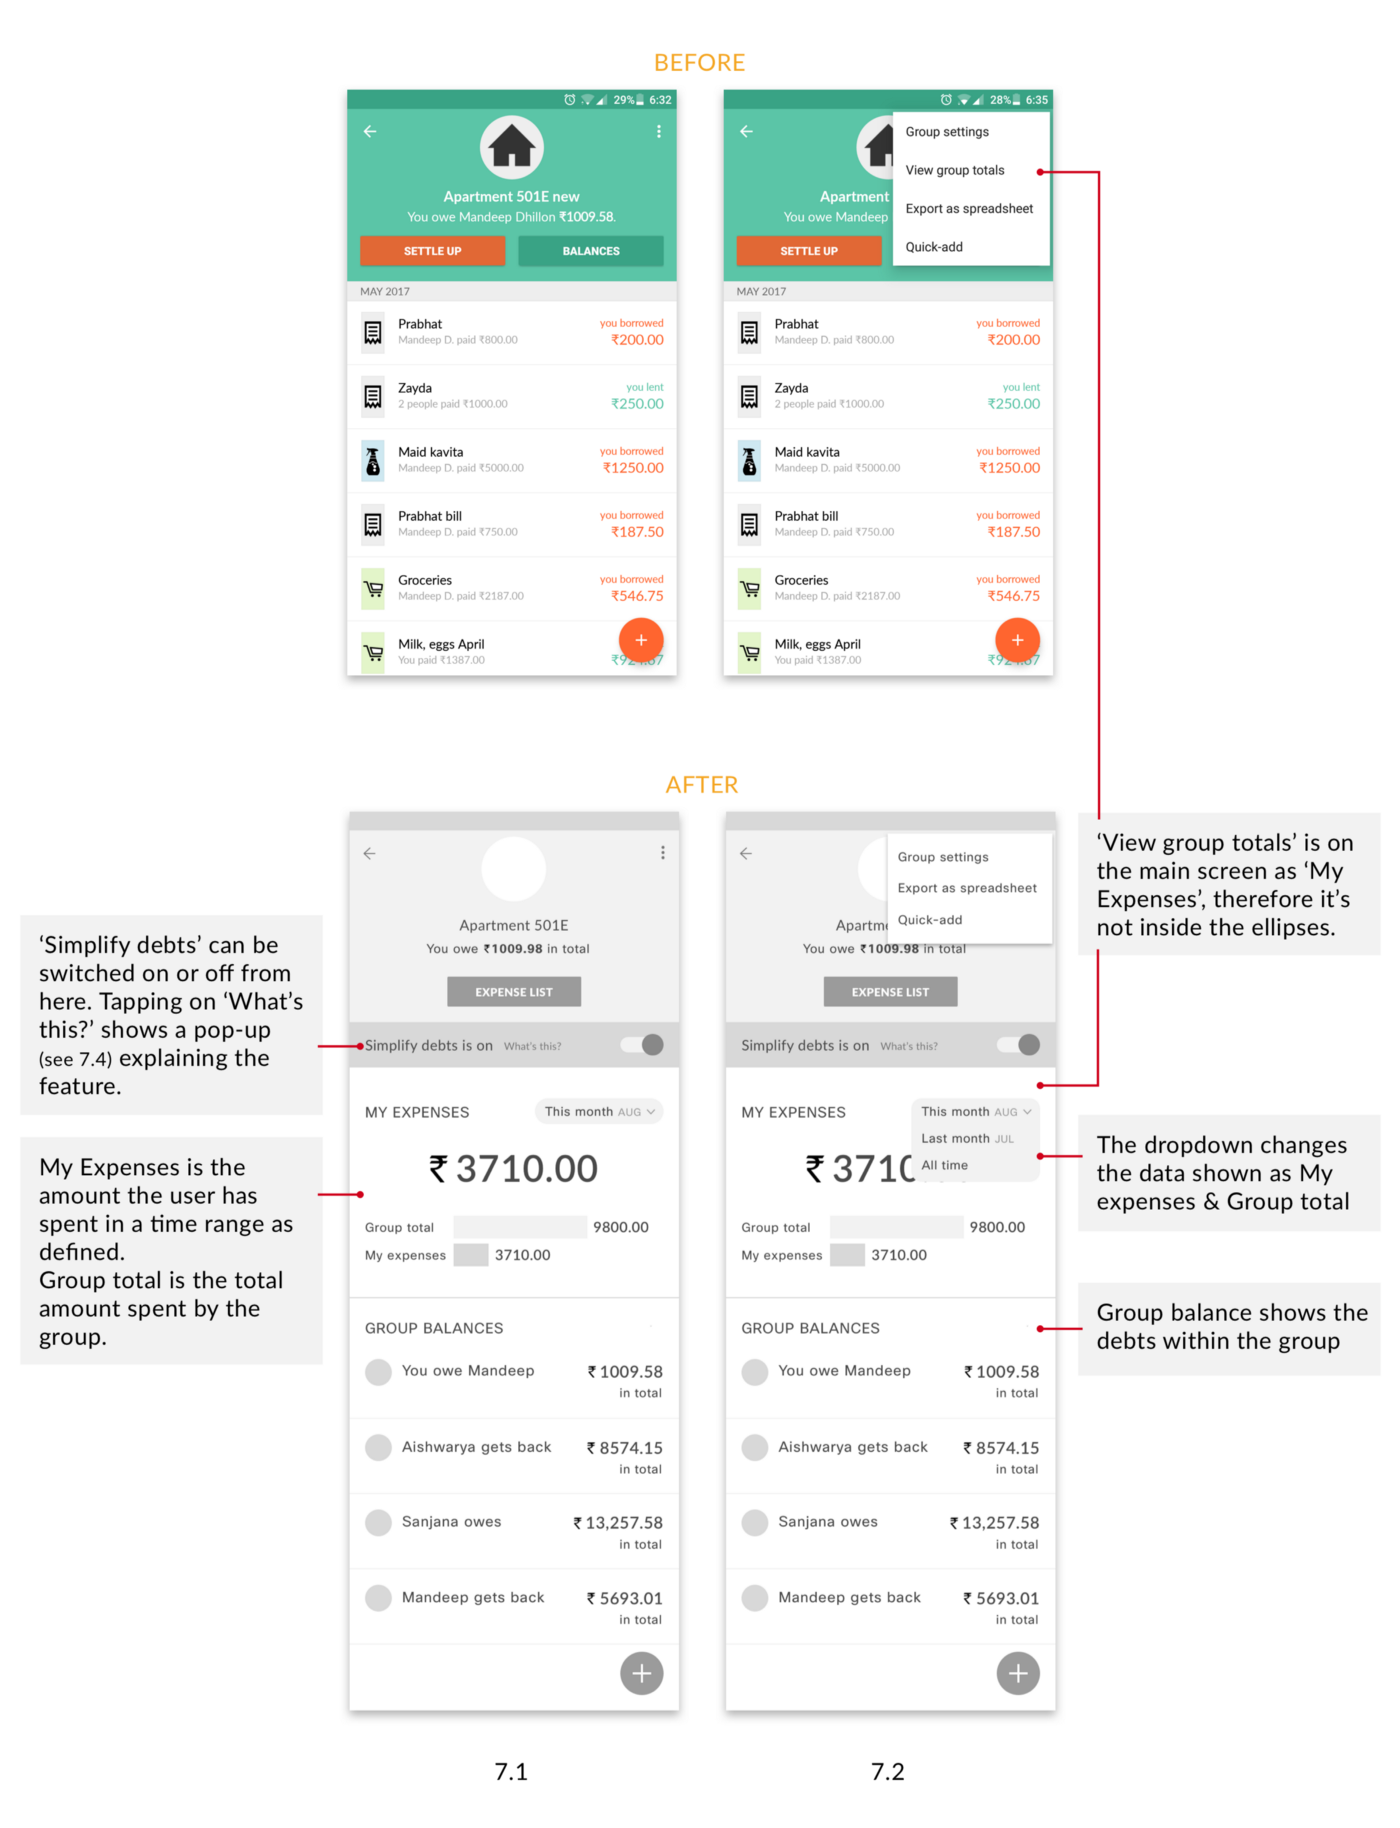 BEFORE
29% 6:32
Apartment 501E new
You owe Mandeep Dhillon ₹1009.58.
SETTLE UP
BALANCES
MAY 2017
Prabhat
you borrowed
Mandeep D. paid ₹800.00
₹200.00
Zayda
you lent
2 people paid ₹1000.00
₹250.00
Maid kavita
you borrowed
Mandeep D. paid ₹5000.00
₹1250.00
Prabhat bill
you borrowed
Mandeep D. paid ₹750.00
₹187.50
Groceries
you borrowed
Mandeep D. paid ₹2187.00
₹546.75
Milk, eggs April
You paid ₹1387.00
28% 6:35
Group settings
View group totals
Export as spreadsheet
Quick-add
Apartment
You owe Mandeep
SETTLE UP
MAY 2017
Prabhat
you borrowed
Mandeep D. paid ₹800.00
₹200.00
Zayda
you lent
2 people paid ₹1000.00
₹250.00
Maid kavita
you borrowed
Mandeep D. paid ₹5000.00
₹1250.00
Prabhat bill
you borrowed
Mandeep D. paid ₹750.00
₹187.50
Groceries
you borrowed
Mandeep D. paid ₹2187.00
₹546.75
Milk, eggs April
You paid ₹1387.00
AFTER
‘Simplify debts’ can be
switched on or off from
here. Tapping on ‘What’s
this?’ shows a pop-up
(see 7.4) explaining the
feature.
My Expenses is the
amount the user has
spent in a time range as
defined.
Group total is the total
amount spent by the
group.
Apartment 501E
You owe ₹1009.98 in total
EXPENSE LIST
Simplify debts is on What's this?
MY EXPENSES
This month AUG
₹ 3710.00
Group total 9800.00
My expenses 3710.00
GROUP BALANCES
You owe Mandeep ₹ 1009.58
in total
Aishwarya gets back ₹ 8574.15
in total
Sanjana owes ₹ 13,257.58
in total
Mandeep gets back ₹ 5693.01
in total
7.1
Group settings
Export as spreadsheet
Quick-add
Apartme
You owe ₹1009.98 in total
EXPENSE LIST
Simplify debts is on What's this?
MY EXPENSES
This month AUG
Last month JUL
All time
₹ 3710
Group total 9800.00
My expenses 3710.00
GROUP BALANCES
You owe Mandeep ₹ 1009.58
in total
Aishwarya gets back ₹ 8574.15
in total
Sanjana owes ₹ 13,257.58
in total
Mandeep gets back ₹ 5693.01
in total
7.2
‘View group totals’ is on
the main screen as ‘My
Expenses’, therefore it’s
not inside the ellipses.
The dropdown changes
the data shown as My
expenses & Group total
Group balance shows the
debts within the group